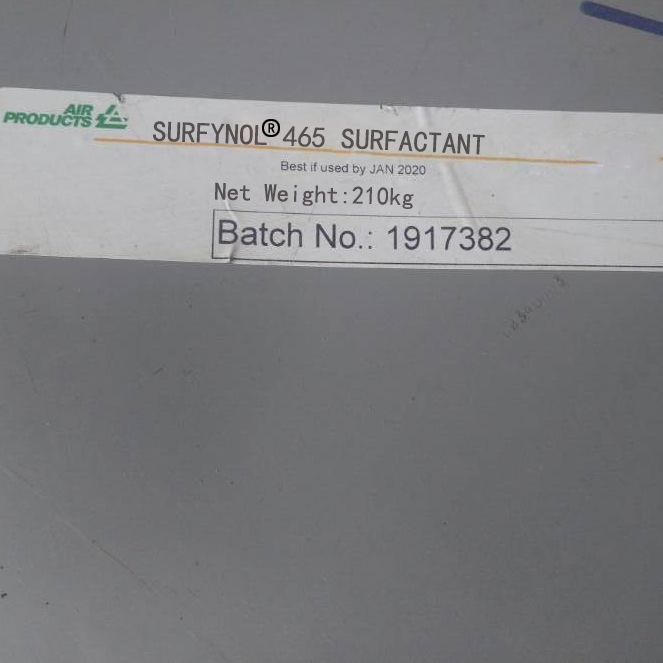 AIR
PRODUCTS
SURFYNOL® 465 SURFACTANT
Best if used by JAN 2020
Net Weight:210kg
Batch No.: 1917382